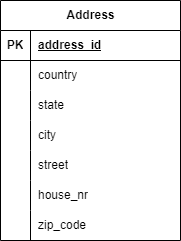 Address
PK address_id
country
state
city
street
house_nr
zip_code